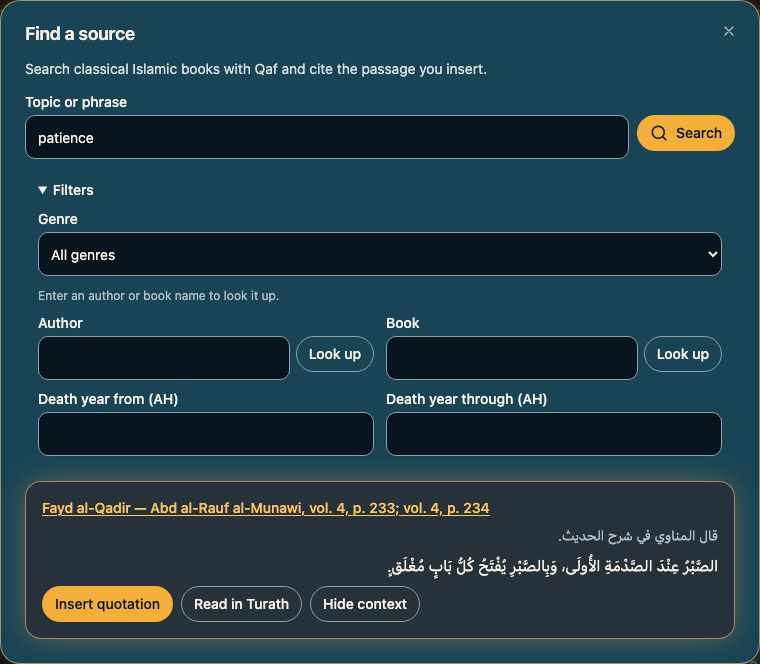 Find a source
×
Search classical Islamic books with Qaf and cite the passage you insert.
Topic or phrase
patience
Search
▼ Filters
Genre
All genres
Enter an author or book name to look it up.
Author
Look up
Book
Look up
Death year from (AH)
Death year through (AH)
Fayd al-Qadir — Abd al-Rauf al-Munawi, vol. 4, p. 233; vol. 4, p. 234
قال المناوي في شرح الحديث.
الصَّبْرُ عِنْدَ الصَّدْمَةِ الأُولَى، وَبِالصَّبْرِ يُفْتَحُ كُلُّ بَابٍ مُغْلَقٍ.
Insert quotation
Read in Turath
Hide context